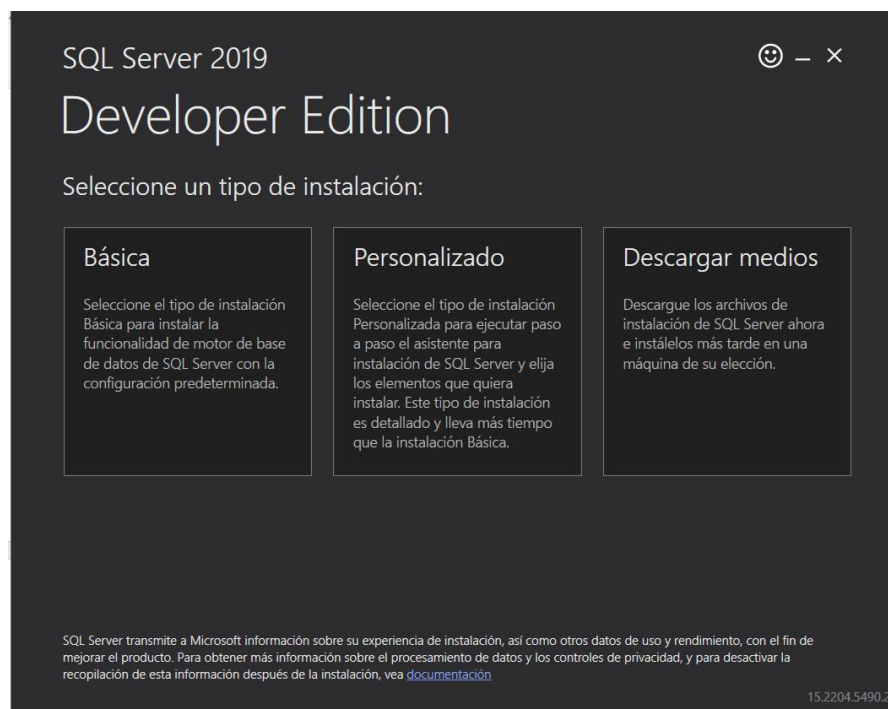 SQL Server 2019
Developer Edition
Seleccione un tipo de instalación:
Básica
Seleccione el tipo de instalación
Básica para instalar la
funcionalidad de motor de base
de datos de SQL Server con la
configuración predeterminada.
Personalizado
Seleccione el tipo de instalación
Personalizada para ejecutar paso
a paso el asistente para
instalación de SQL Server y elija
los elementos que quiera
instalar. Este tipo de instalación
es detallado y lleva más tiempo
que la instalación Básica.
Descargar medios
Descargue los archivos de
instalación de SQL Server ahora
e instálelos más tarde en una
máquina de su elección.
SQL Server transmite a Microsoft información sobre su experiencia de instalación, así como otros datos de uso y rendimiento, con el fin de
mejorar el producto. Para obtener más información sobre el procesamiento de datos y los controles de privacidad, y para desactivar la
recopilación de esta información después de la instalación, vea documentación
15.2204.5490.2